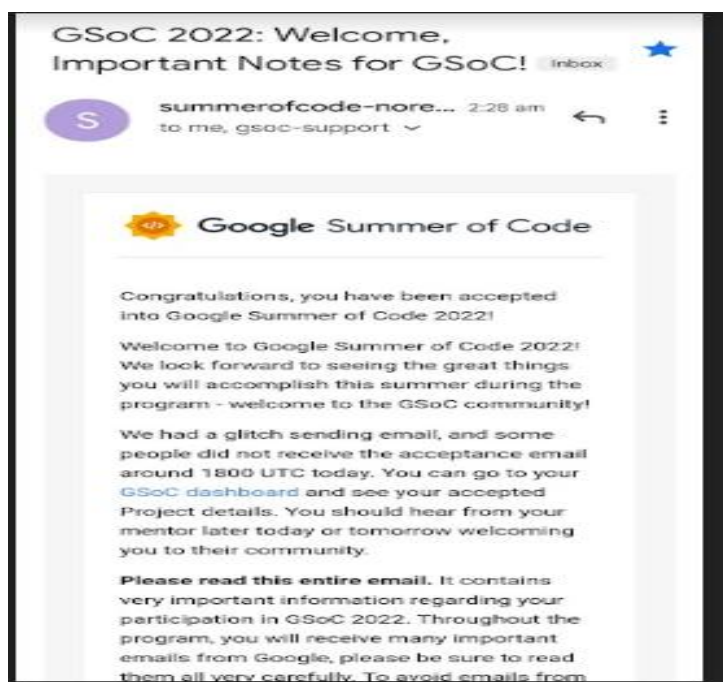 GSoC 2022: Welcome,
Important Notes for GSoC! Inbox
S
summerofcode-nore... 2:28 am
to me, gsoc-support
</>
Google Summer of Code
Congratulations, you have been accepted
into Google Summer of Code 2022!
Welcome to Google Summer of Code 2022!
We look forward to seeing the great things
you will accomplish this summer during the
program - welcome to the GSoC community!
We had a glitch sending email, and some
people did not receive the acceptance email
around 1800 UTC today. You can go to your
GSoC dashboard and see your accepted
Project details. You should hear from your
mentor later today or tomorrow welcoming
you to their community.
Please read this entire email. It contains
very important information regarding your
participation in GSoC 2022. Throughout the
program, you will receive many important
emails from Google, please be sure to read
them all very carefully. To avoid emails from